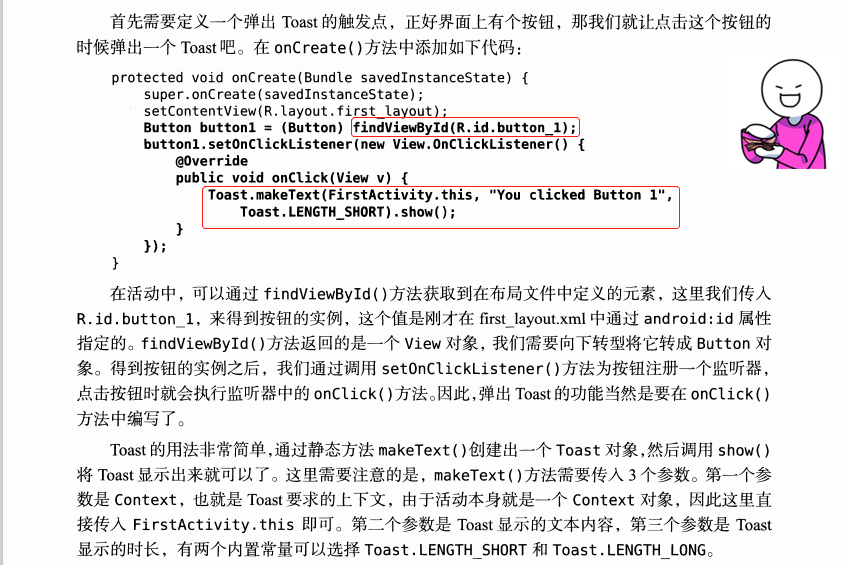 首先需要定义一个弹出 Toast 的触发点，正好界面上有个按钮，那我们就让点击这个按钮的
时候弹出一个 Toast 吧。在 onCreate()方法中添加如下代码：
protected void onCreate(Bundle savedInstanceState) {
super.onCreate(savedInstanceState);
setContentView(R.layout.first_layout);
Button button1 = (Button) findViewById(R.id.button_1);
button1.setOnClickListener(new View.OnClickListener() {
@Override
public void onClick(View v) {
Toast.makeText(FirstActivity.this, "You clicked Button 1",
Toast.LENGTH_SHORT).show();
}
});
}
在活动中，可以通过 findViewById()方法获取到在布局文件中定义的元素，这里我们传入
R.id.button_1，来得到按钮的实例，这个值是刚才在 first_layout.xml 中通过 android:id 属性
指定的。findViewById()方法返回的是一个 View 对象，我们需要向下转型将它转成 Button 对
象。得到按钮的实例之后，我们通过调用 setOnClickListener()方法为按钮注册一个监听器，
点击按钮时就会执行监听器中的 onClick()方法。因此，弹出 Toast 的功能当然是要在 onClick()
方法中编写了。
Toast 的用法非常简单，通过静态方法 makeText()创建出一个 Toast 对象，然后调用 show()
将 Toast 显示出来就可以了。这里需要注意的是，makeText()方法需要传入 3 个参数。第一个参
数是 Context，也就是 Toast 要求的上下文，由于活动本身就是一个 Context 对象，因此这里直
接传入 FirstActivity.this 即可。第二个参数是 Toast 显示的文本内容，第三个参数是 Toast
显示的时长，有两个内置常量可以选择 Toast.LENGTH_SHORT 和 Toast.LENGTH_LONG。